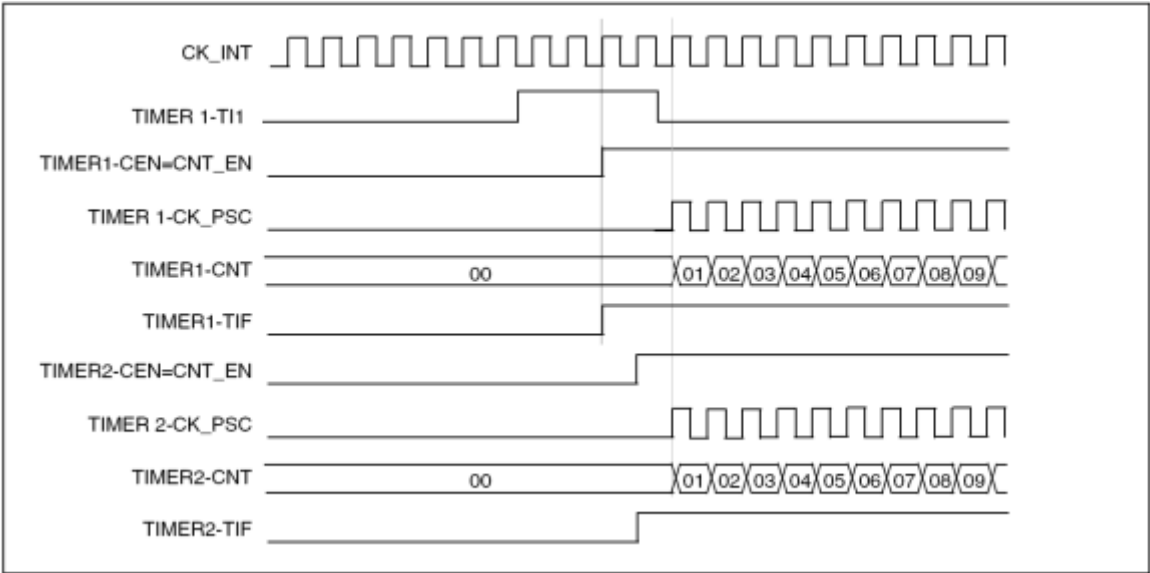 CK_INT
TIMER 1-TI1
TIMER1-CEN=CNT_EN
TIMER 1-CK_PSC
TIMER1-CNT 00 01 02 03 04 05 06 07 08 09
TIMER1-TIF
TIMER2-CEN=CNT_EN
TIMER 2-CK_PSC
TIMER2-CNT 00 01 02 03 04 05 06 07 08 09
TIMER2-TIF